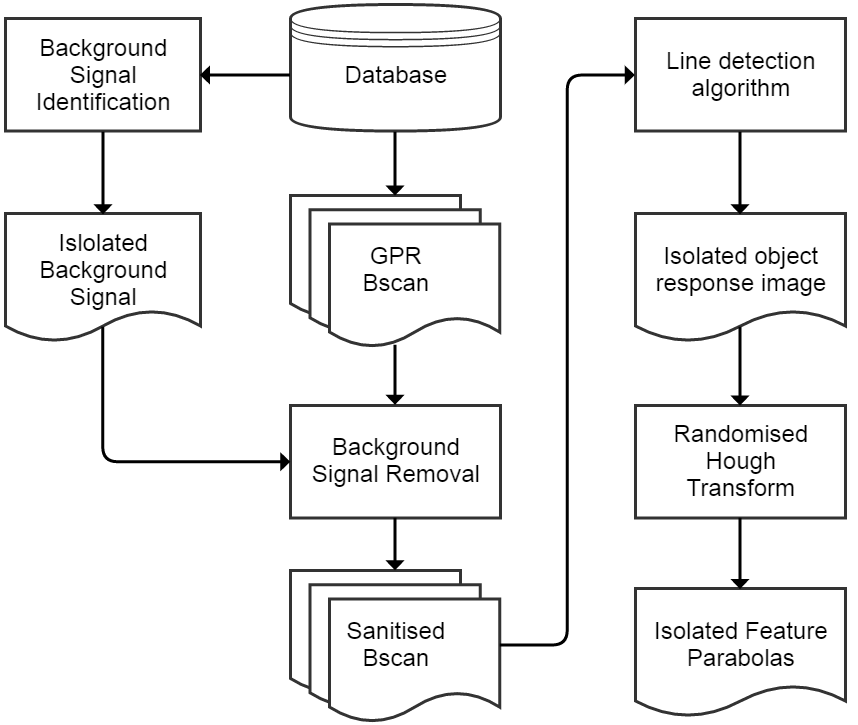 Background
Signal
Identification
Database
Line detection
algorithm
Islolated
Background
Signal
GPR
Bscan
Isolated object
response image
Background
Signal Removal
Randomised
Hough
Transform
Sanitised
Bscan
Isolated Feature
Parabolas